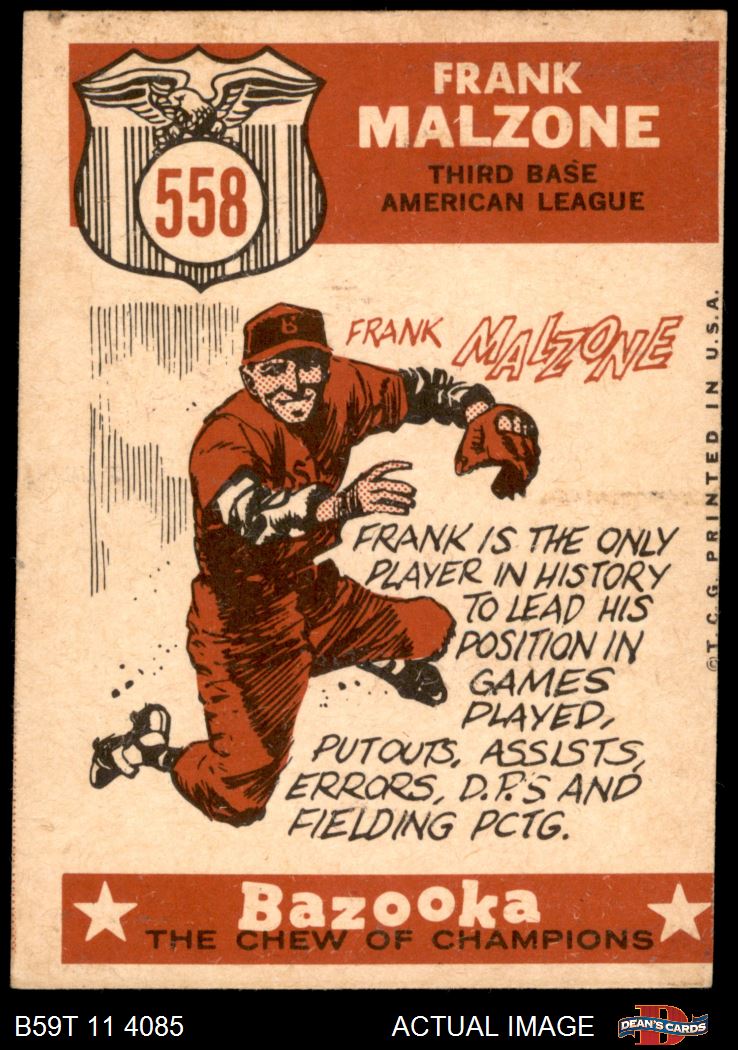 558
FRANK
MALZONE
THIRD BASE
AMERICAN LEAGUE
B
FRANK MALZONE
FRANK IS THE ONLY
PLAYER IN HISTORY
TO LEAD HIS
POSITION IN
GAMES
PLAYED,
PUTOUTS, ASSISTS,
ERRORS, D.P.'S AND
FIELDING PCTG.
©T.C.G. PRINTED IN U.S.A.
Bazooka
THE CHEW OF CHAMPIONS
B59T 11 4085
ACTUAL IMAGE
D
DEAN'S CARDS